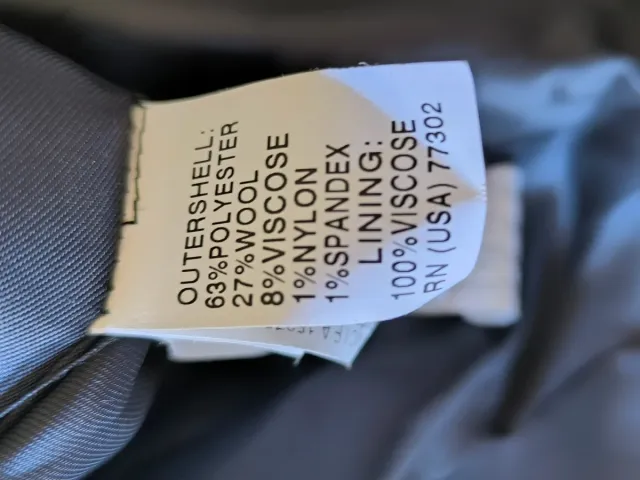 OUTERSHELL:
63%POLYESTER
27%WOOL
8%VISCOSE
1%NYLON
1%SPANDEX
LINING:
100%VISCOSE
RN (USA) 77302